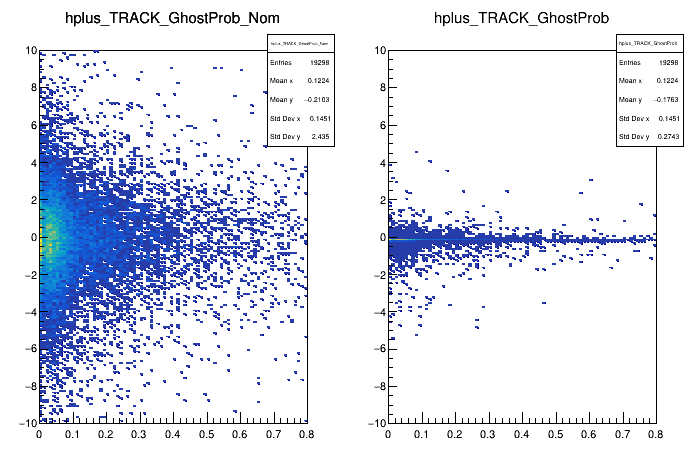 hplus_TRACK_GhostProb_Nom
hplus_TRACK_GhostProb_Nom
Entries 19298
Mean x 0.1224
Mean y −0.2103
Std Dev x 0.1451
Std Dev y 2.435
10
8
6
4
2
0
−2
−4
−6
−8
−10
0 0.1 0.2 0.3 0.4 0.5 0.6 0.7 0.8
hplus_TRACK_GhostProb
hplus_TRACK_GhostProb
Entries 19298
Mean x 0.1224
Mean y −0.1763
Std Dev x 0.1451
Std Dev y 0.2743
10
8
6
4
2
0
−2
−4
−6
−8
−10
0 0.1 0.2 0.3 0.4 0.5 0.6 0.7 0.8